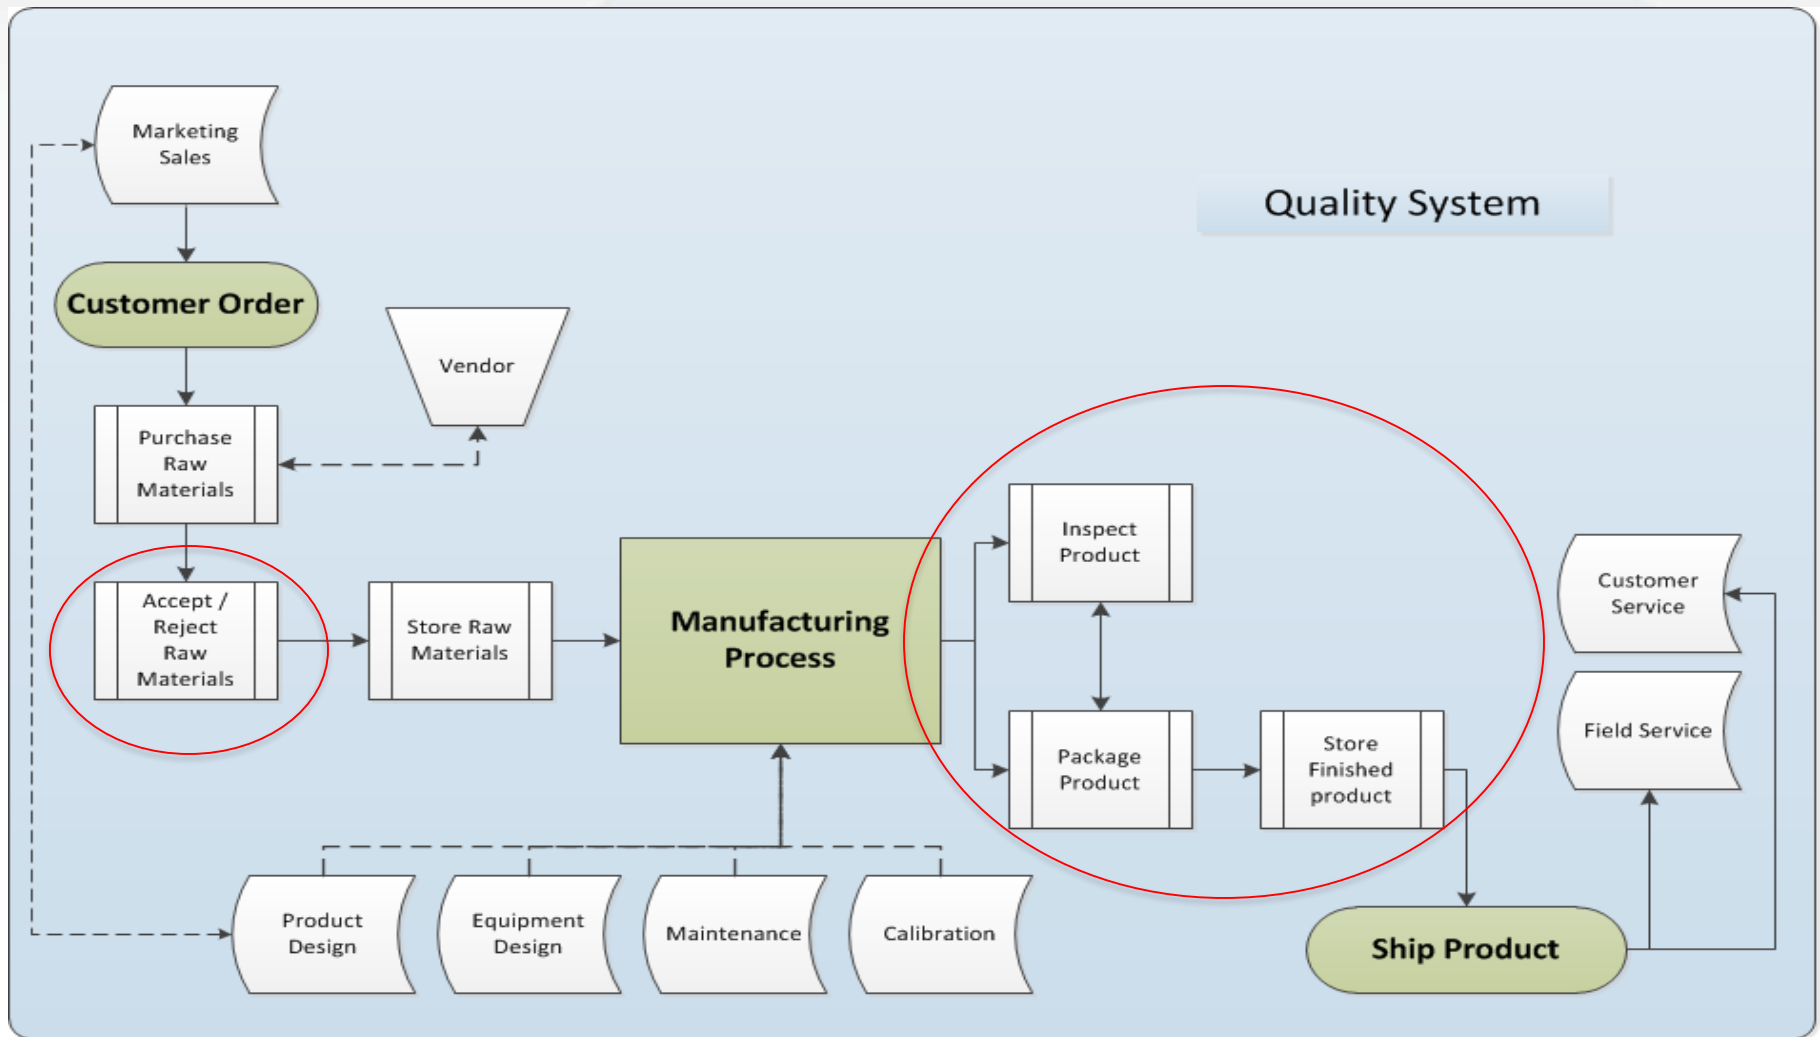 Marketing
Sales
Quality System
Customer Order
Vendor
Purchase
Raw
Materials
Accept /
Reject
Raw
Materials
Store Raw
Materials
Manufacturing
Process
Inspect
Product
Package
Product
Store
Finished
product
Customer
Service
Field Service
Product
Design
Equipment
Design
Maintenance
Calibration
Ship Product